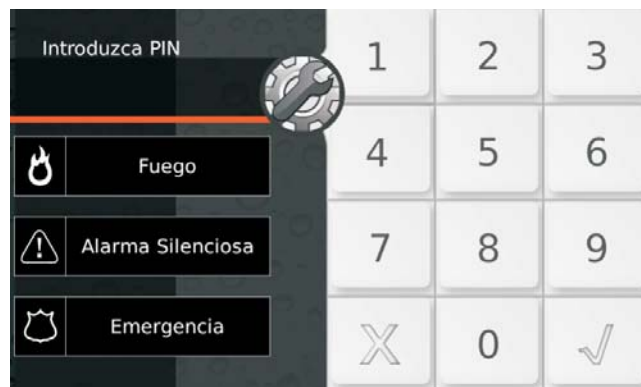 Introduzca PIN
Fuego
Alarma Silenciosa
Emergencia
1 2 3
4 5 6
7 8 9
X 0 √